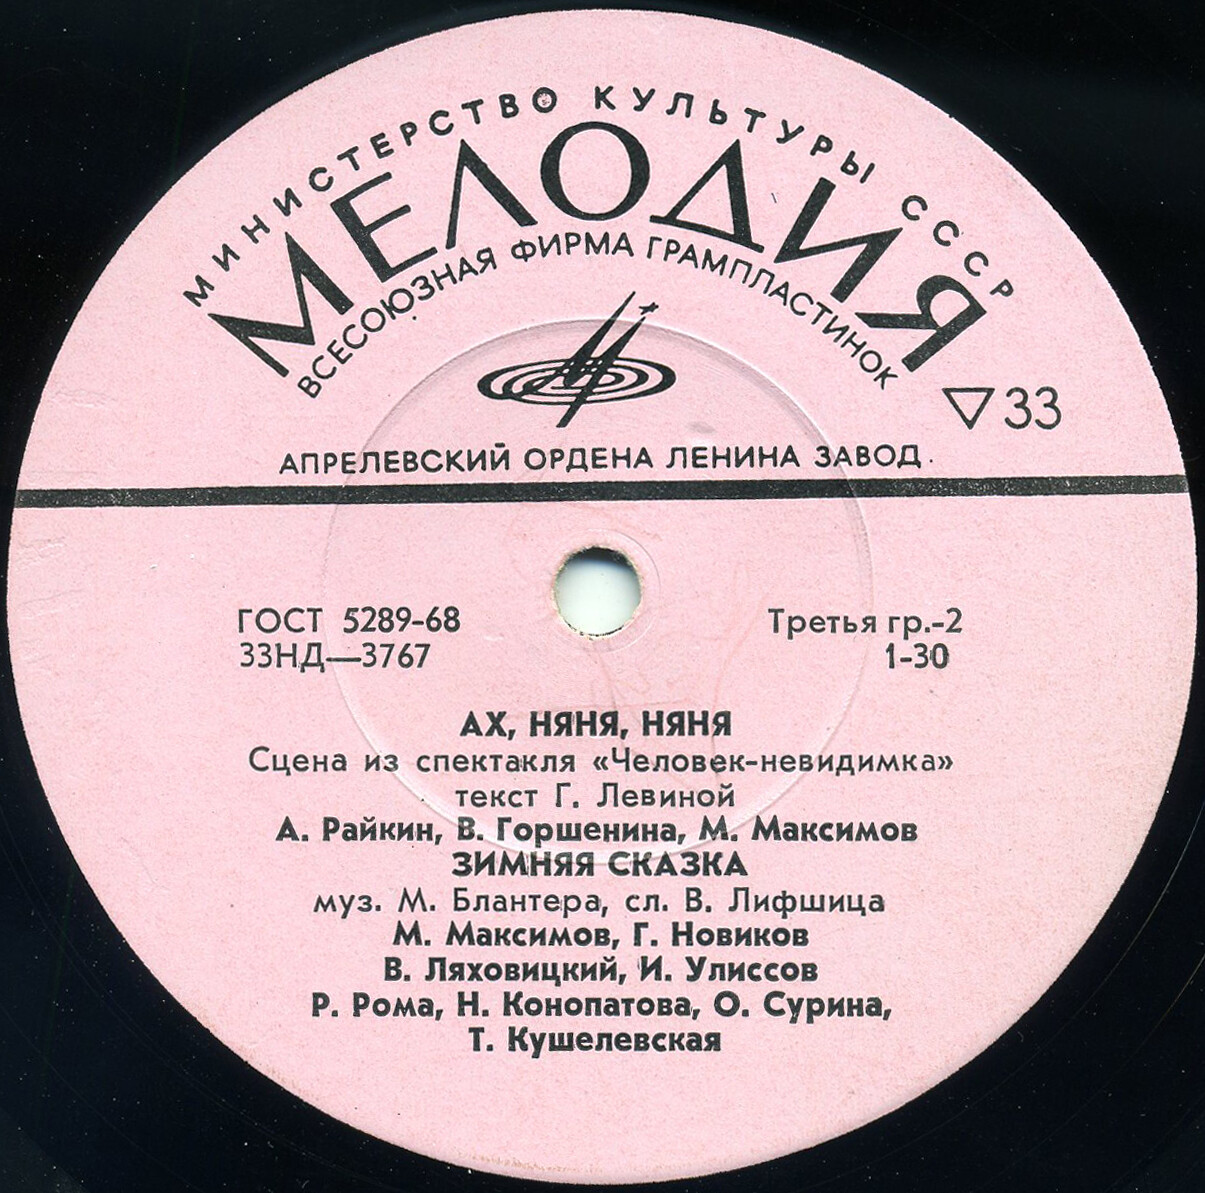 МИНИСТЕРСТВО КУЛЬТУРЫ СССР
МЕЛОДИЯ
ВСЕСОЮЗНАЯ ФИРМА ГРАМПЛАСТИНОК
▽33
АПРЕЛЕВСКИЙ ОРДЕНА ЛЕНИНА ЗАВОД.
ГОСТ 5289-68
33НД—3767
Третья гр.-2
1-30
АХ, НЯНЯ, НЯНЯ
Сцена из спектакля «Человек-невидимка»
текст Г. Левиной
А. Райкин, В. Горшенина, М. Максимов
ЗИМНЯЯ СКАЗКА
муз. М. Блантера, сл. В. Лифшица
М. Максимов, Г. Новиков
В. Ляховицкий, И. Улиссов
Р. Рома, Н. Конопатова, О. Сурина,
Т. Кушелевская